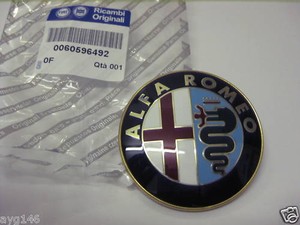 Ricambi
Originali
0060596492
0F
Qtà 001
ALFA ROMEO
ayg146